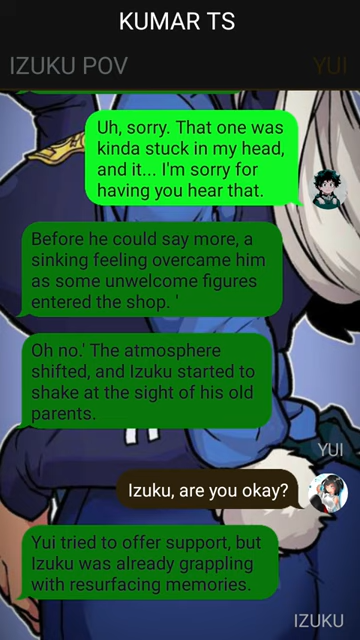 KUMAR TS
IZUKU POV
YUI
Uh, sorry. That one was
kinda stuck in my head,
and it... I'm sorry for
having you hear that.
Before he could say more, a
sinking feeling overcame him
as some unwelcome figures
entered the shop. '
Oh no.' The atmosphere
shifted, and Izuku started to
shake at the sight of his old
parents.
YUI
Izuku, are you okay?
Yui tried to offer support, but
Izuku was already grappling
with resurfacing memories.
IZUKU